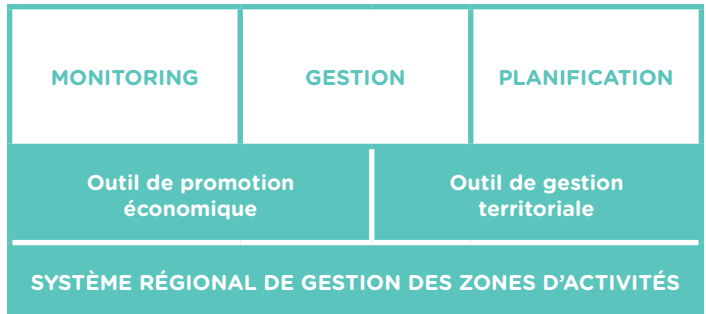 MONITORING
GESTION
PLANIFICATION
Outil de promotion
économique
Outil de gestion
territoriale
SYSTÈME RÉGIONAL DE GESTION DES ZONES D'ACTIVITÉS